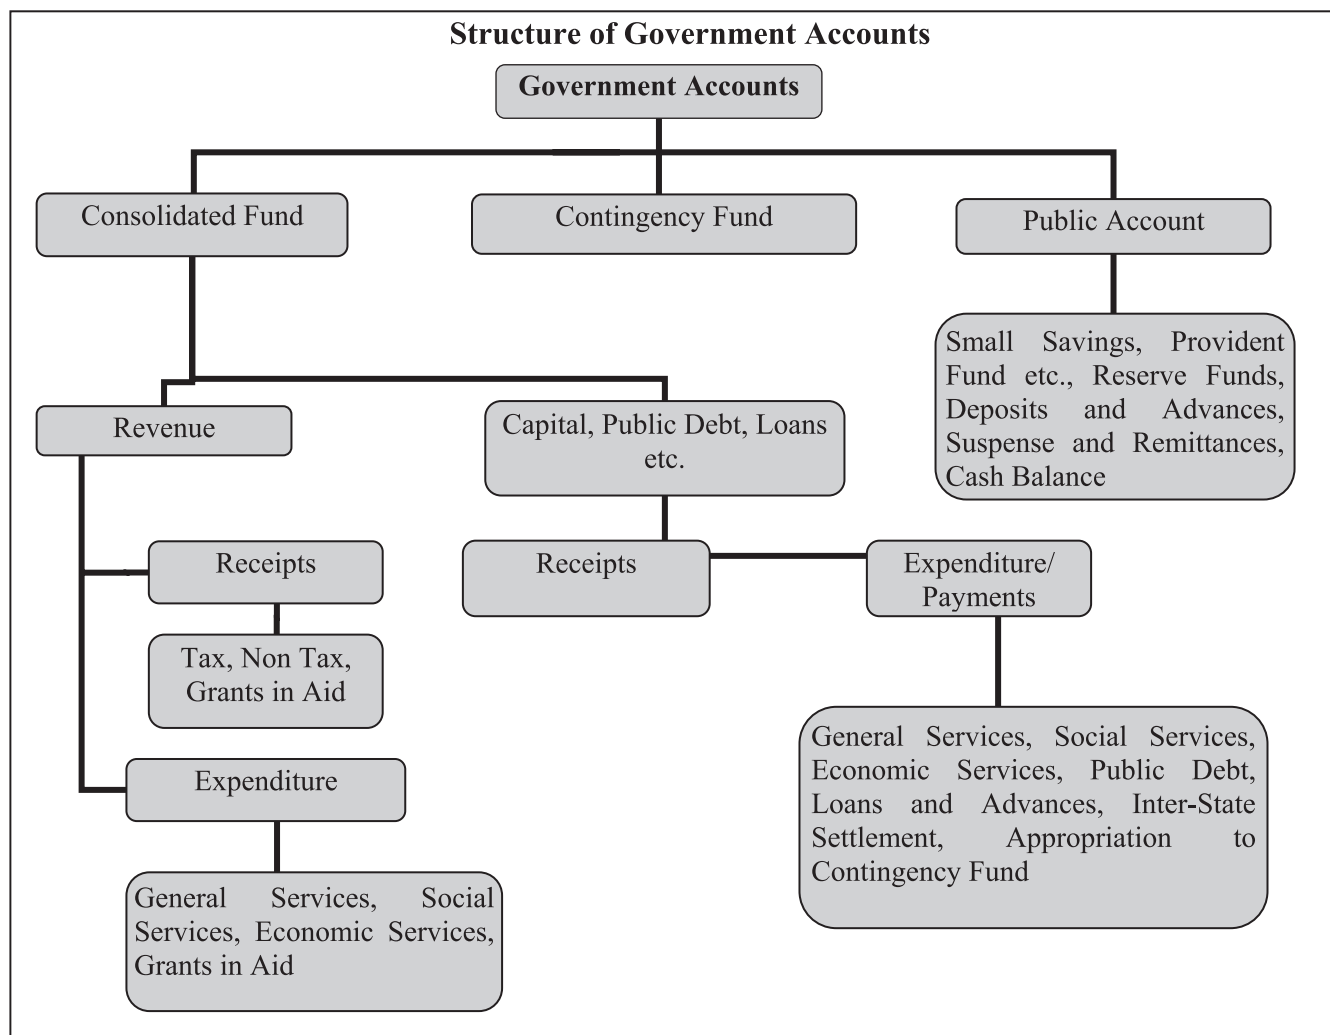 Structure of Government Accounts
Government Accounts
Consolidated Fund
Contingency Fund
Public Account
Small Savings, Provident
Fund etc., Reserve Funds,
Deposits and Advances,
Suspense and Remittances,
Cash Balance
Revenue
Capital, Public Debt, Loans
etc.
Receipts
Tax, Non Tax,
Grants in Aid
Expenditure
General Services, Social
Services, Economic Services,
Grants in Aid
Receipts
Expenditure/
Payments
General Services, Social Services,
Economic Services, Public Debt,
Loans and Advances, Inter-State
Settlement, Appropriation to
Contingency Fund